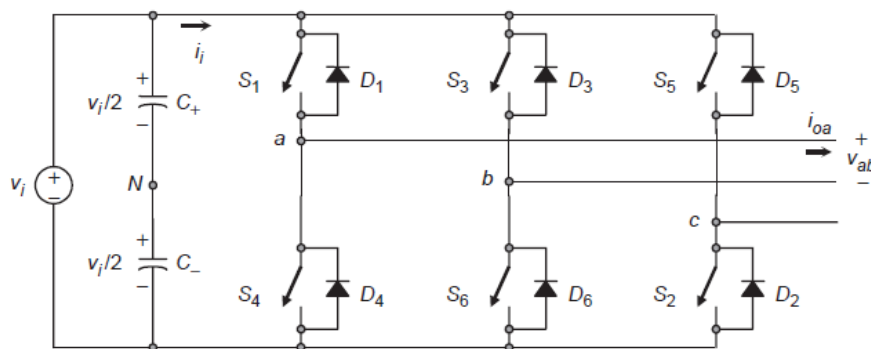 + i_i S_1 D_1 S_3 D_3 S_5 D_5
v_i/2 C_+
−
a i_oa +
v_i + − N b v_ab
−
c
+
v_i/2 C_− S_4 D_4 S_6 D_6 S_2 D_2
−